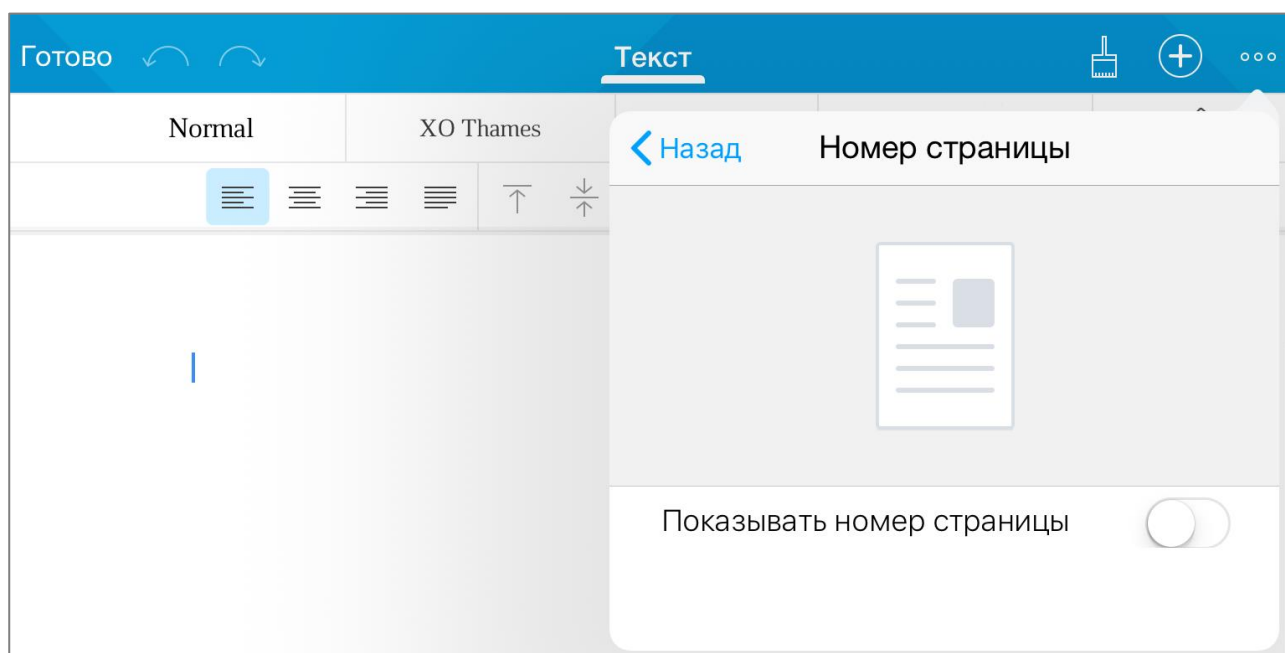 Готово
Текст
Normal
XO Thames
Назад
Номер страницы
Показывать номер страницы